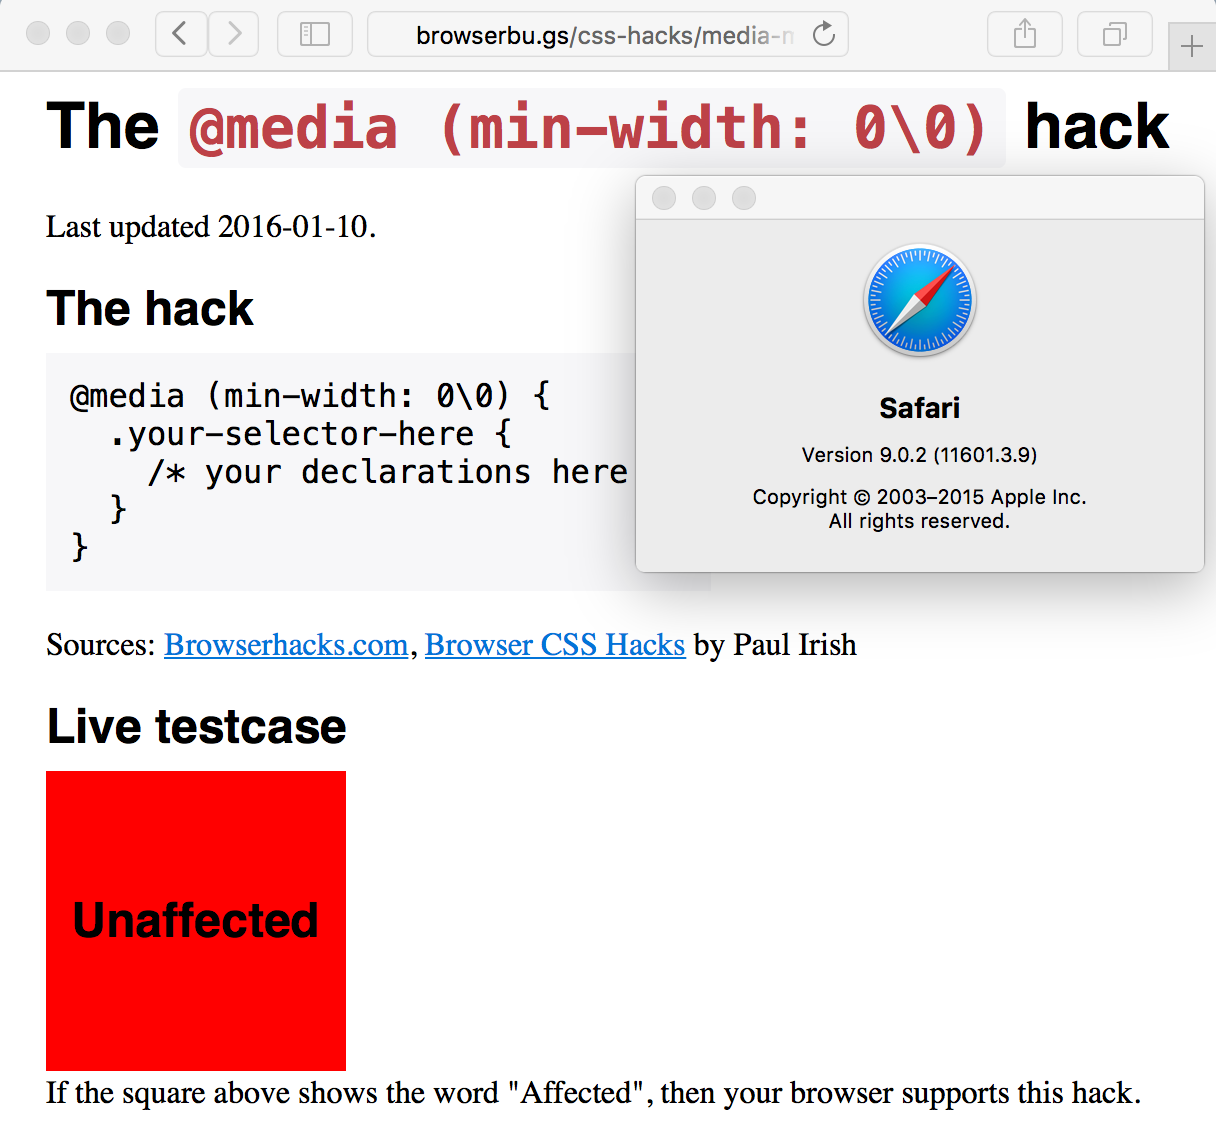 browserbu.gs/css-hacks/media-m
The @media (min-width: 0\0) hack
Last updated 2016-01-10.
The hack
@media (min-width: 0\0) {
.your-selector-here {
/* your declarations here
}
}
Safari
Version 9.0.2 (11601.3.9)
Copyright © 2003–2015 Apple Inc.
All rights reserved.
Sources: Browserhacks.com, Browser CSS Hacks by Paul Irish
Live testcase
Unaffected
If the square above shows the word "Affected", then your browser supports this hack.